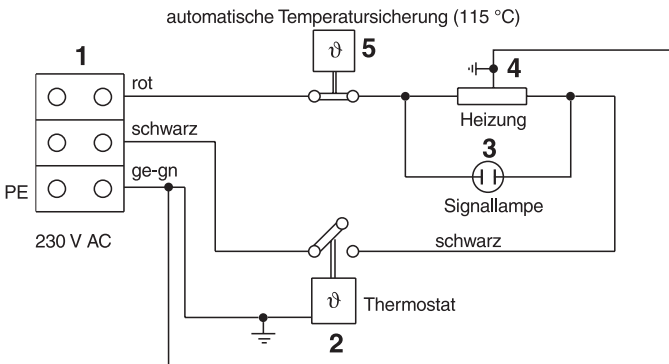 automatische Temperatursicherung (115 °C)
1
ϑ 5
4
rot
Heizung
schwarz
3
ge-gn
PE
Signallampe
230 V AC
schwarz
ϑ Thermostat
2